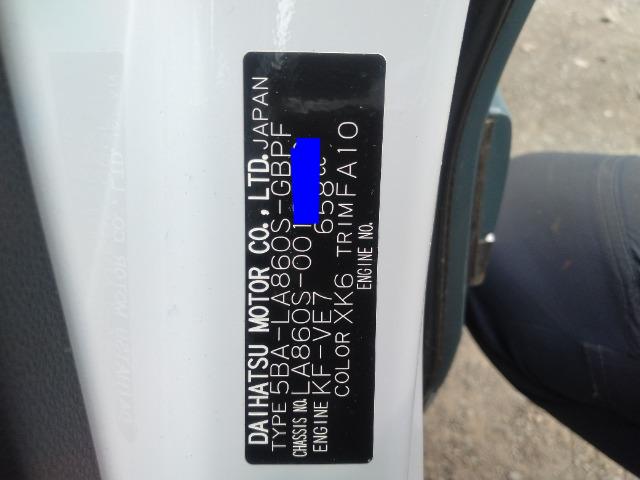 DAIHATSU MOTOR CO., LTD. JAPAN
TYPE 5BA-LA860S-GBPF
CHASSIS NO. LA860S-001
ENGINE KF-VE7 658cc
COLOR XK6 TRIM FA10
ENGINE NO.